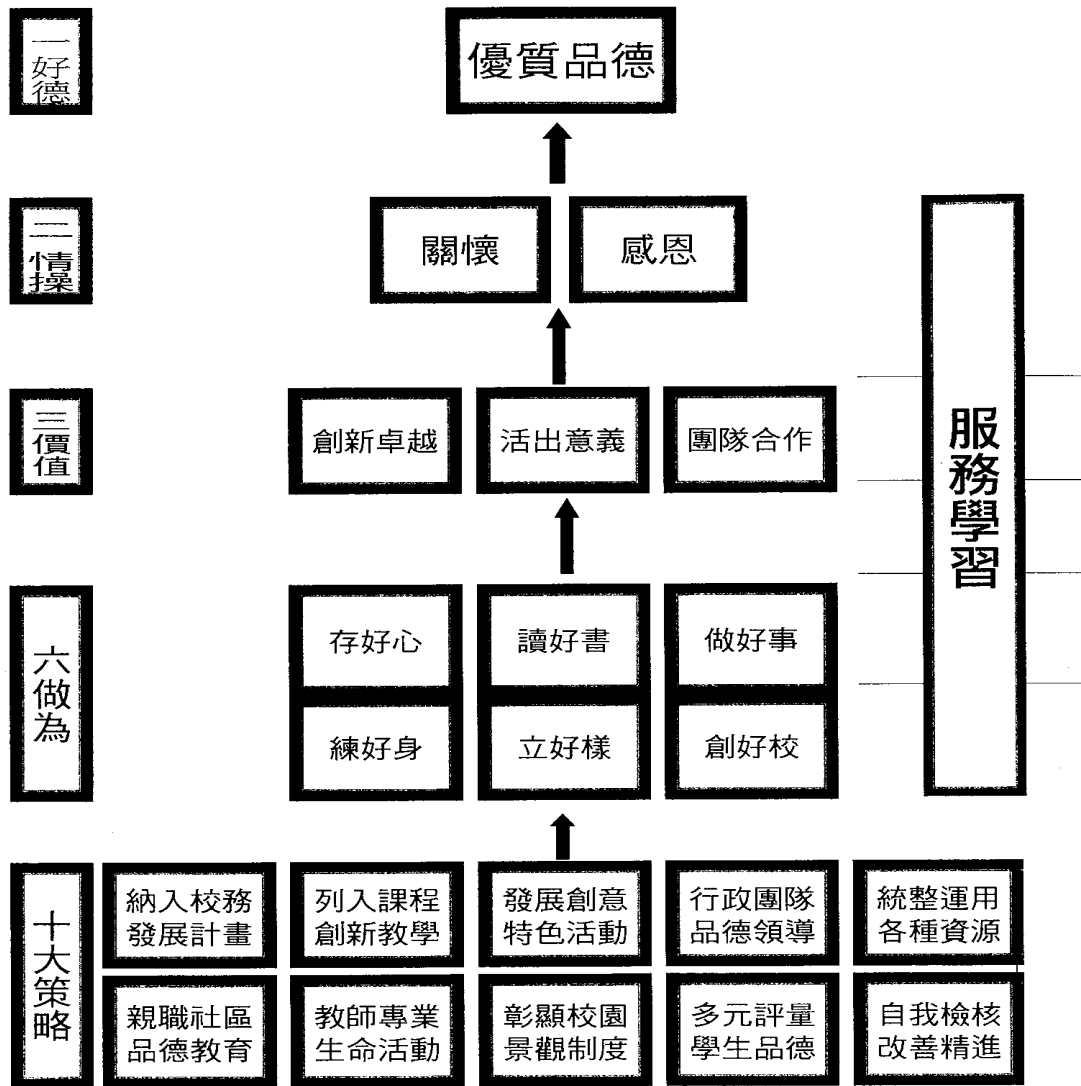 一好德
優質品德
二情操
關懷
感恩
三價值
創新卓越
活出意義
團隊合作
服務學習
六做為
存好心
讀好書
做好事
練好身
立好樣
創好校
十大策略
納入校務
發展計畫
列入課程
創新教學
發展創意
特色活動
行政團隊
品德領導
統整運用
各種資源
親職社區
品德教育
教師專業
生命活動
彰顯校園
景觀制度
多元評量
學生品德
自我檢核
改善精進